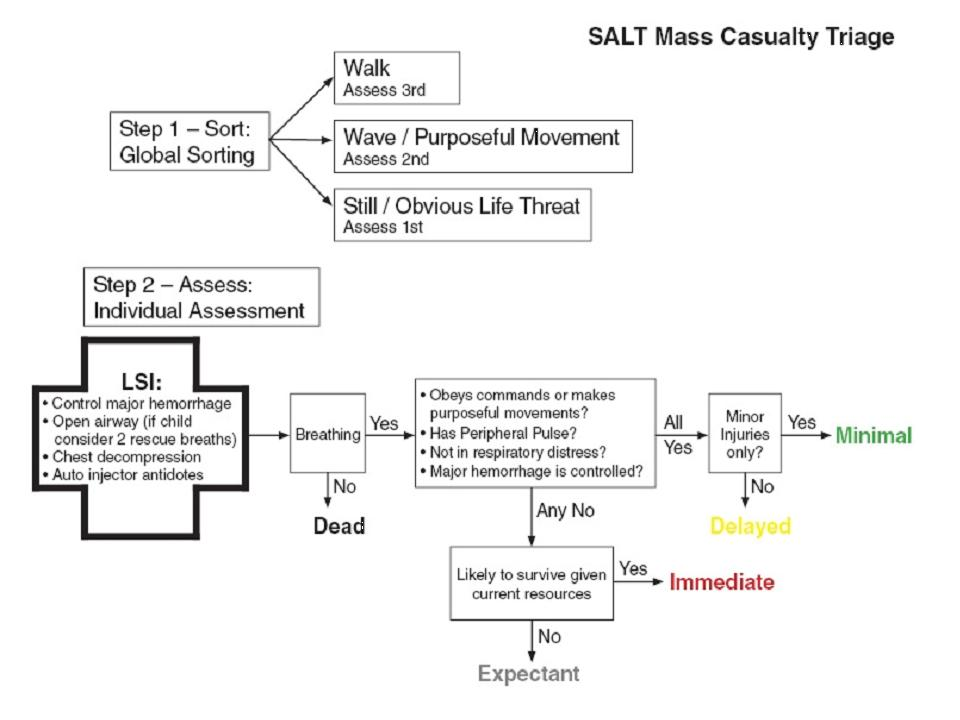 SALT Mass Casualty Triage
Walk
Assess 3rd
Step 1 – Sort:
Global Sorting
Wave / Purposeful Movement
Assess 2nd
Still / Obvious Life Threat
Assess 1st
Step 2 – Assess:
Individual Assessment
LSI:
• Control major hemorrhage
• Open airway (if child
consider 2 rescue breaths)
• Chest decompression
• Auto injector antidotes
Breathing
Yes
No
Dead
• Obeys commands or makes
purposeful movements?
• Has Peripheral Pulse?
• Not in respiratory distress?
• Major hemorrhage is controlled?
All
Yes
Minor
Injuries
only?
Yes
Minimal
No
Delayed
Any No
Likely to survive given
current resources
Yes
Immediate
No
Expectant